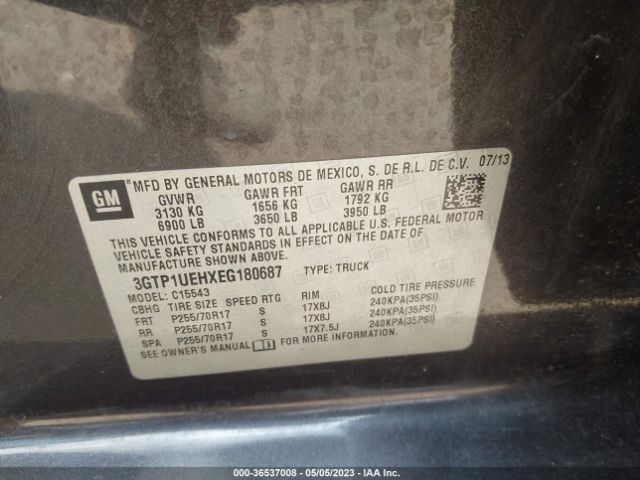 GM
MFD BY GENERAL MOTORS DE MEXICO, S. DE R.L. DE C.V. 07/13
GVWR GAWR FRT GAWR RR
3130 KG 1656 KG 1792 KG
6900 LB 3650 LB 3950 LB
THIS VEHICLE CONFORMS TO ALL APPLICABLE U.S. FEDERAL MOTOR
VEHICLE SAFETY STANDARDS IN EFFECT ON THE DATE OF
MANUFACTURE SHOWN ABOVE.
3GTP1UEHXEG180687 TYPE: TRUCK
MODEL: C15543
CBHG TIRE SIZE SPEED RTG RIM COLD TIRE PRESSURE
FRT P255/70R17 S 17X8J 240KPA(35PSI)
RR P255/70R17 S 17X8J 240KPA(35PSI)
SPA P255/70R17 S 17X7.5J 240KPA(35PSI)
SEE OWNER'S MANUAL FOR ADDITIONAL INFORMATION.
000-36537008 - 05/05/2023 - IAA Inc.